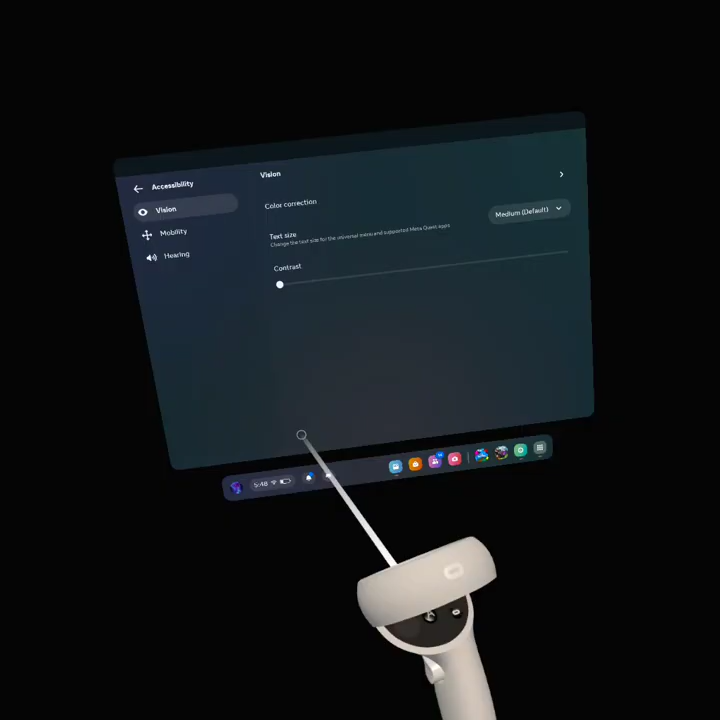 Accessibility
Vision
Mobility
Hearing
Vision
Color correction
Text size
Change the text size for the universal menu and supported Meta Quest apps
Medium (Default)
Contrast
5:48